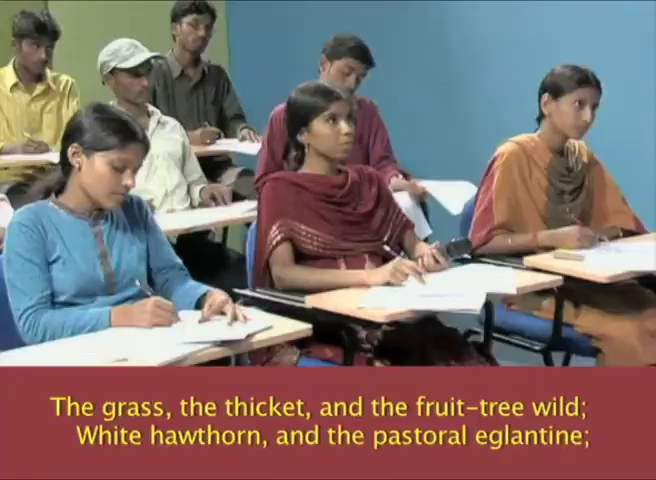 The grass, the thicket, and the fruit-tree wild;
White hawthorn, and the pastoral eglantine;